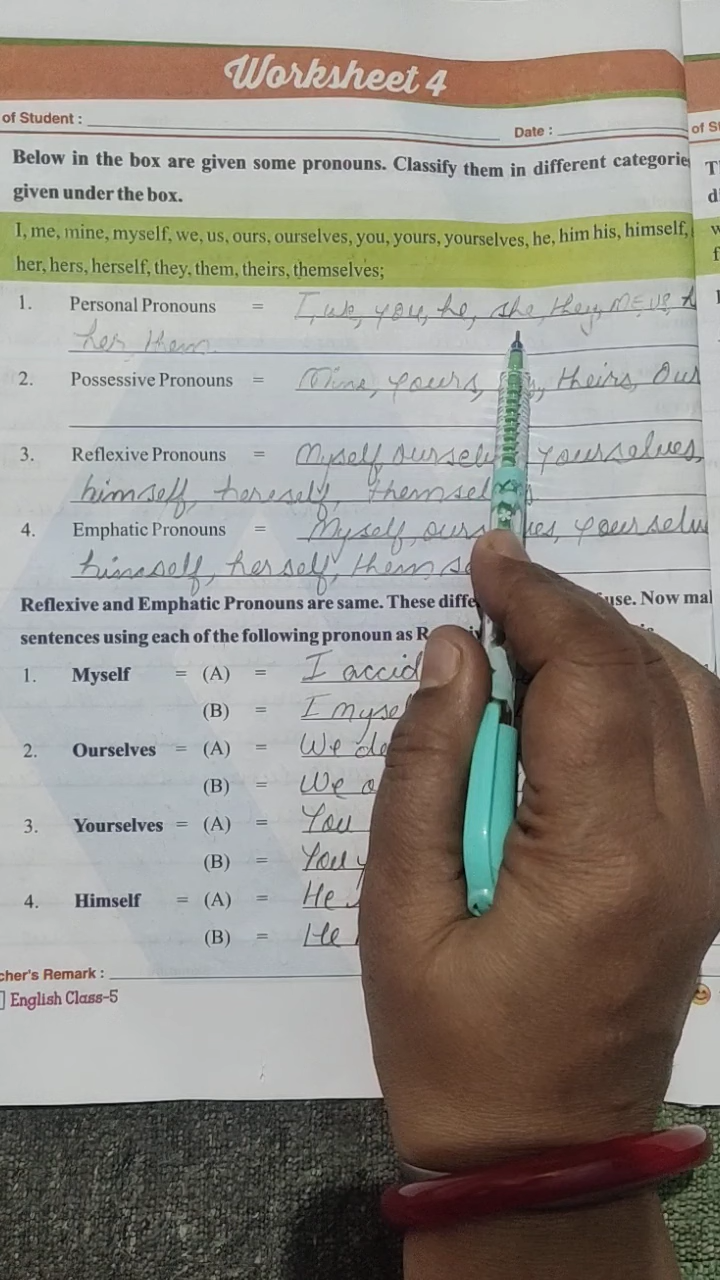 Worksheet 4
of Student : Date :
of S
Below in the box are given some pronouns. Classify them in different categorie
given under the box.
I, me, mine, myself, we, us, ours, ourselves, you, yours, yourselves, he, him his, himself,
her, hers, herself, they, them, theirs, themselves;
1. Personal Pronouns = I, we, you, he, she, they, me, us,
her them
2. Possessive Pronouns = Mine, yours, theirs, Our
3. Reflexive Pronouns = Myself, oursel yourselves,
himself, hereself, themsel
4. Emphatic Pronouns = Myself, ours es, yourselv
himself, herself, themse
Reflexive and Emphatic Pronouns are same. These diffe use. Now mal
sentences using each of the following pronoun as R
1. Myself = (A) = I accid
(B) = I myse
2. Ourselves = (A) = We de
(B) = We o
3. Yourselves = (A) = You
(B) = You y
4. Himself = (A) = He
(B) = He
cher's Remark :
English Class-5